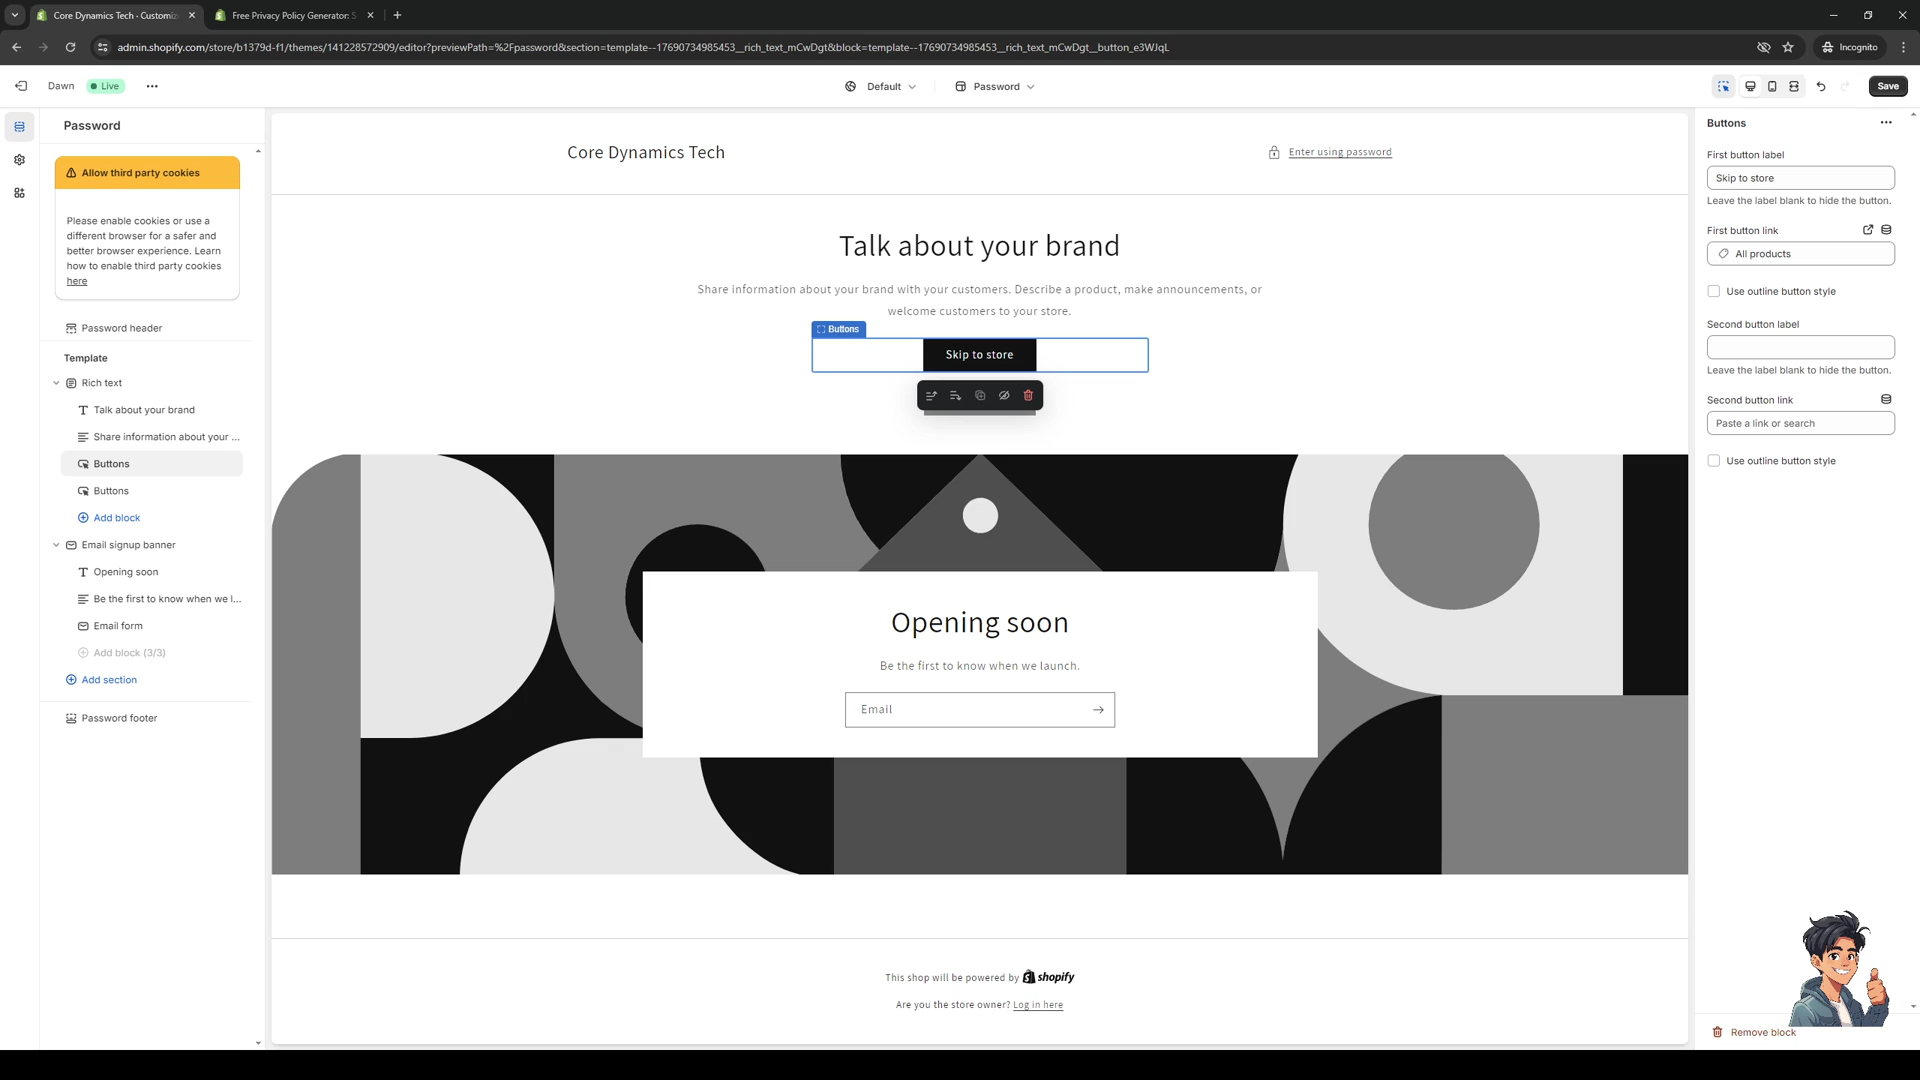 Core Dynamics Tech - Customiz
Free Privacy Policy Generator: S
admin.shopify.com/store/b1379d-f1/themes/141228572909/editor?previewPath=%2Fpassword&section=template--17690734985453__rich_text_mCwDgt&block=template--17690734985453__rich_text_mCwDgt__button_e3WJqL
Incognito
Dawn
Live
Default
Password
Save
Password
Allow third party cookies
Please enable cookies or use a
different browser for a safer and
better browser experience. Learn
how to enable third party cookies
here
Password header
Template
Rich text
Talk about your brand
Share information about your ...
Buttons
Buttons
Add block
Email signup banner
Opening soon
Be the first to know when we l...
Email form
Add block (3/3)
Add section
Password footer
Core Dynamics Tech
Enter using password
Talk about your brand
Share information about your brand with your customers. Describe a product, make announcements, or
welcome customers to your store.
Buttons
Skip to store
Opening soon
Be the first to know when we launch.
Email
This shop will be powered by shopify
Are you the store owner? Log in here
Buttons
First button label
Skip to store
Leave the label blank to hide the button.
First button link
All products
Use outline button style
Second button label
Leave the label blank to hide the button.
Second button link
Paste a link or search
Use outline button style
Remove block